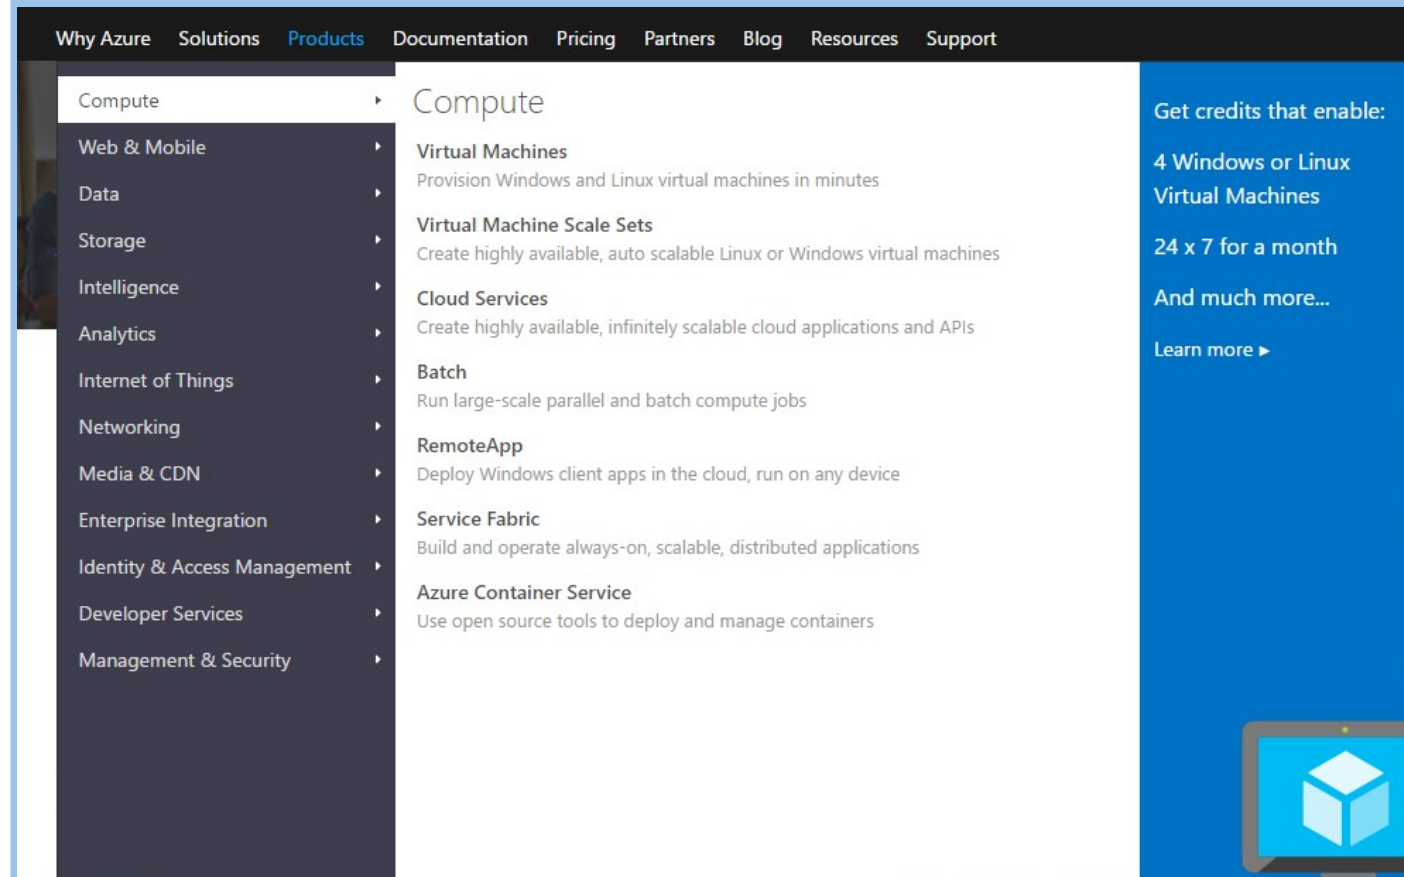 Why Azure Solutions Products Documentation Pricing Partners Blog Resources Support
Compute
Web & Mobile
Data
Storage
Intelligence
Analytics
Internet of Things
Networking
Media & CDN
Enterprise Integration
Identity & Access Management
Developer Services
Management & Security
Compute
Virtual Machines
Provision Windows and Linux virtual machines in minutes
Virtual Machine Scale Sets
Create highly available, auto scalable Linux or Windows virtual machines
Cloud Services
Create highly available, infinitely scalable cloud applications and APIs
Batch
Run large-scale parallel and batch compute jobs
RemoteApp
Deploy Windows client apps in the cloud, run on any device
Service Fabric
Build and operate always-on, scalable, distributed applications
Azure Container Service
Use open source tools to deploy and manage containers
Get credits that enable:
4 Windows or Linux
Virtual Machines
24 x 7 for a month
And much more...
Learn more ▸